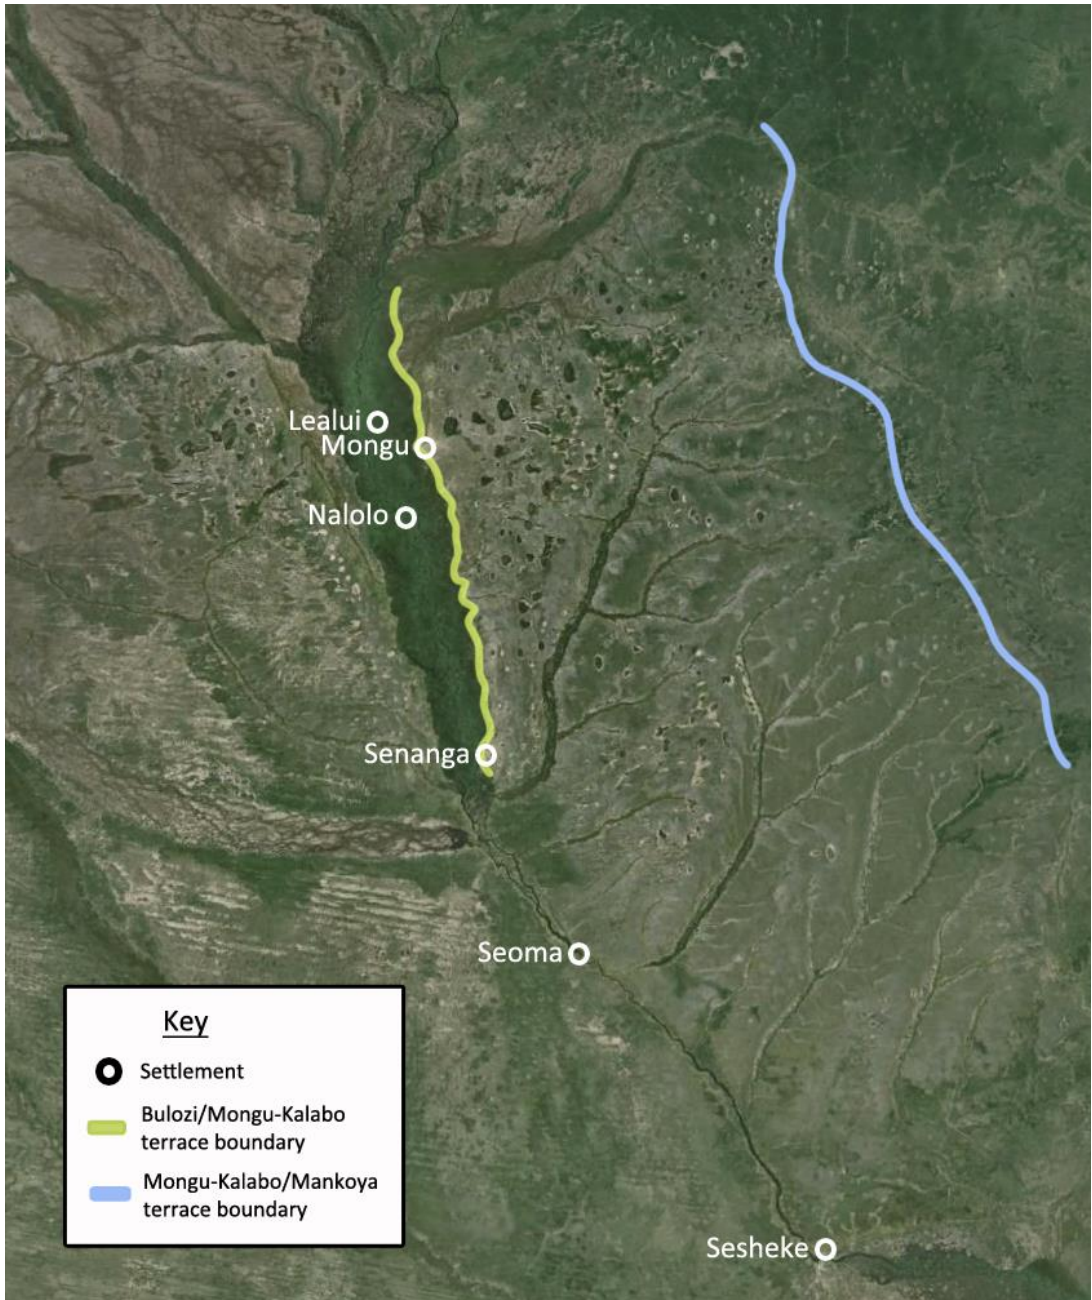 Lealui
Mongu
Nalolo
Senanga
Seoma
Key
Settlement
Bulozi/Mongu-Kalabo
terrace boundary
Mongu-Kalabo/Mankoya
terrace boundary
Sesheke